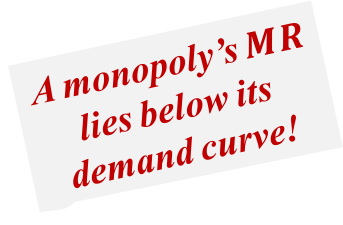 A monopoly’s MR
lies below its
demand curve!